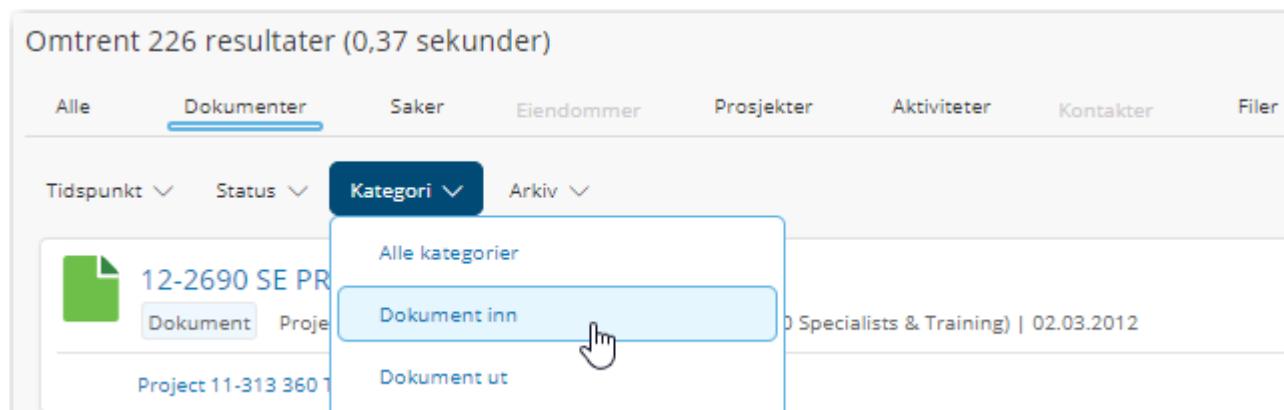 Omtrent 226 resultater (0,37 sekunder)
Alle Dokumenter Saker Eiendommer Prosjekter Aktiviteter Kontakter Filer
Tidspunkt Status Kategori Arkiv
Alle kategorier
12-2690 SE PR
Dokument inn
Dokument Proje Specialists & Training) | 02.03.2012
Dokument ut
Project 11-313 360